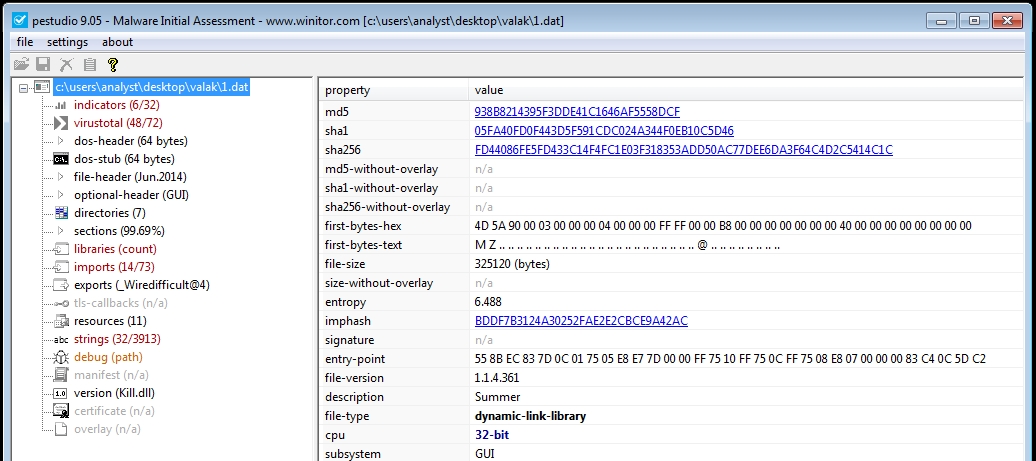 pestudio 9.05 - Malware Initial Assessment - www.winitor.com [c:\users\analyst\desktop\valak\1.dat]
file settings about
c:\users\analyst\desktop\valak\1.dat
indicators (6/32)
virustotal (48/72)
dos-header (64 bytes)
dos-stub (64 bytes)
file-header (Jun.2014)
optional-header (GUI)
directories (7)
sections (99.69%)
libraries (count)
imports (14/73)
exports (_Wiredifficult@4)
tls-callbacks (n/a)
resources (11)
abc strings (32/3913)
debug (path)
manifest (n/a)
1.0 version (Kill.dll)
certificate (n/a)
overlay (n/a)
property value
md5 938B8214395F3DDE41C1646AF5558DCF
sha1 05FA40FD0F443D5F591CDC024A344F0EB10C5D46
sha256 FD44086FE5FD433C14F4FC1E03F318353ADD50AC77DEE6DA3F64C4D2C5414C1C
md5-without-overlay n/a
sha1-without-overlay n/a
sha256-without-overlay n/a
first-bytes-hex 4D 5A 90 00 03 00 00 00 04 00 00 00 FF FF 00 00 B8 00 00 00 00 00 00 00 40 00 00 00 00 00 00 00
first-bytes-text M Z .. .. .. .. .. .. .. .. .. .. .. .. .. .. .. .. .. .. .. .. .. .. @ .. .. .. .. .. .. ..
file-size 325120 (bytes)
size-without-overlay n/a
entropy 6.488
imphash BDDF7B3124A30252FAE2E2CBCE9A42AC
signature n/a
entry-point 55 8B EC 83 7D 0C 01 75 05 E8 E7 7D 00 00 FF 75 10 FF 75 0C FF 75 08 E8 07 00 00 00 83 C4 0C 5D C2
file-version 1.1.4.361
description Summer
file-type dynamic-link-library
cpu 32-bit
subsystem GUI